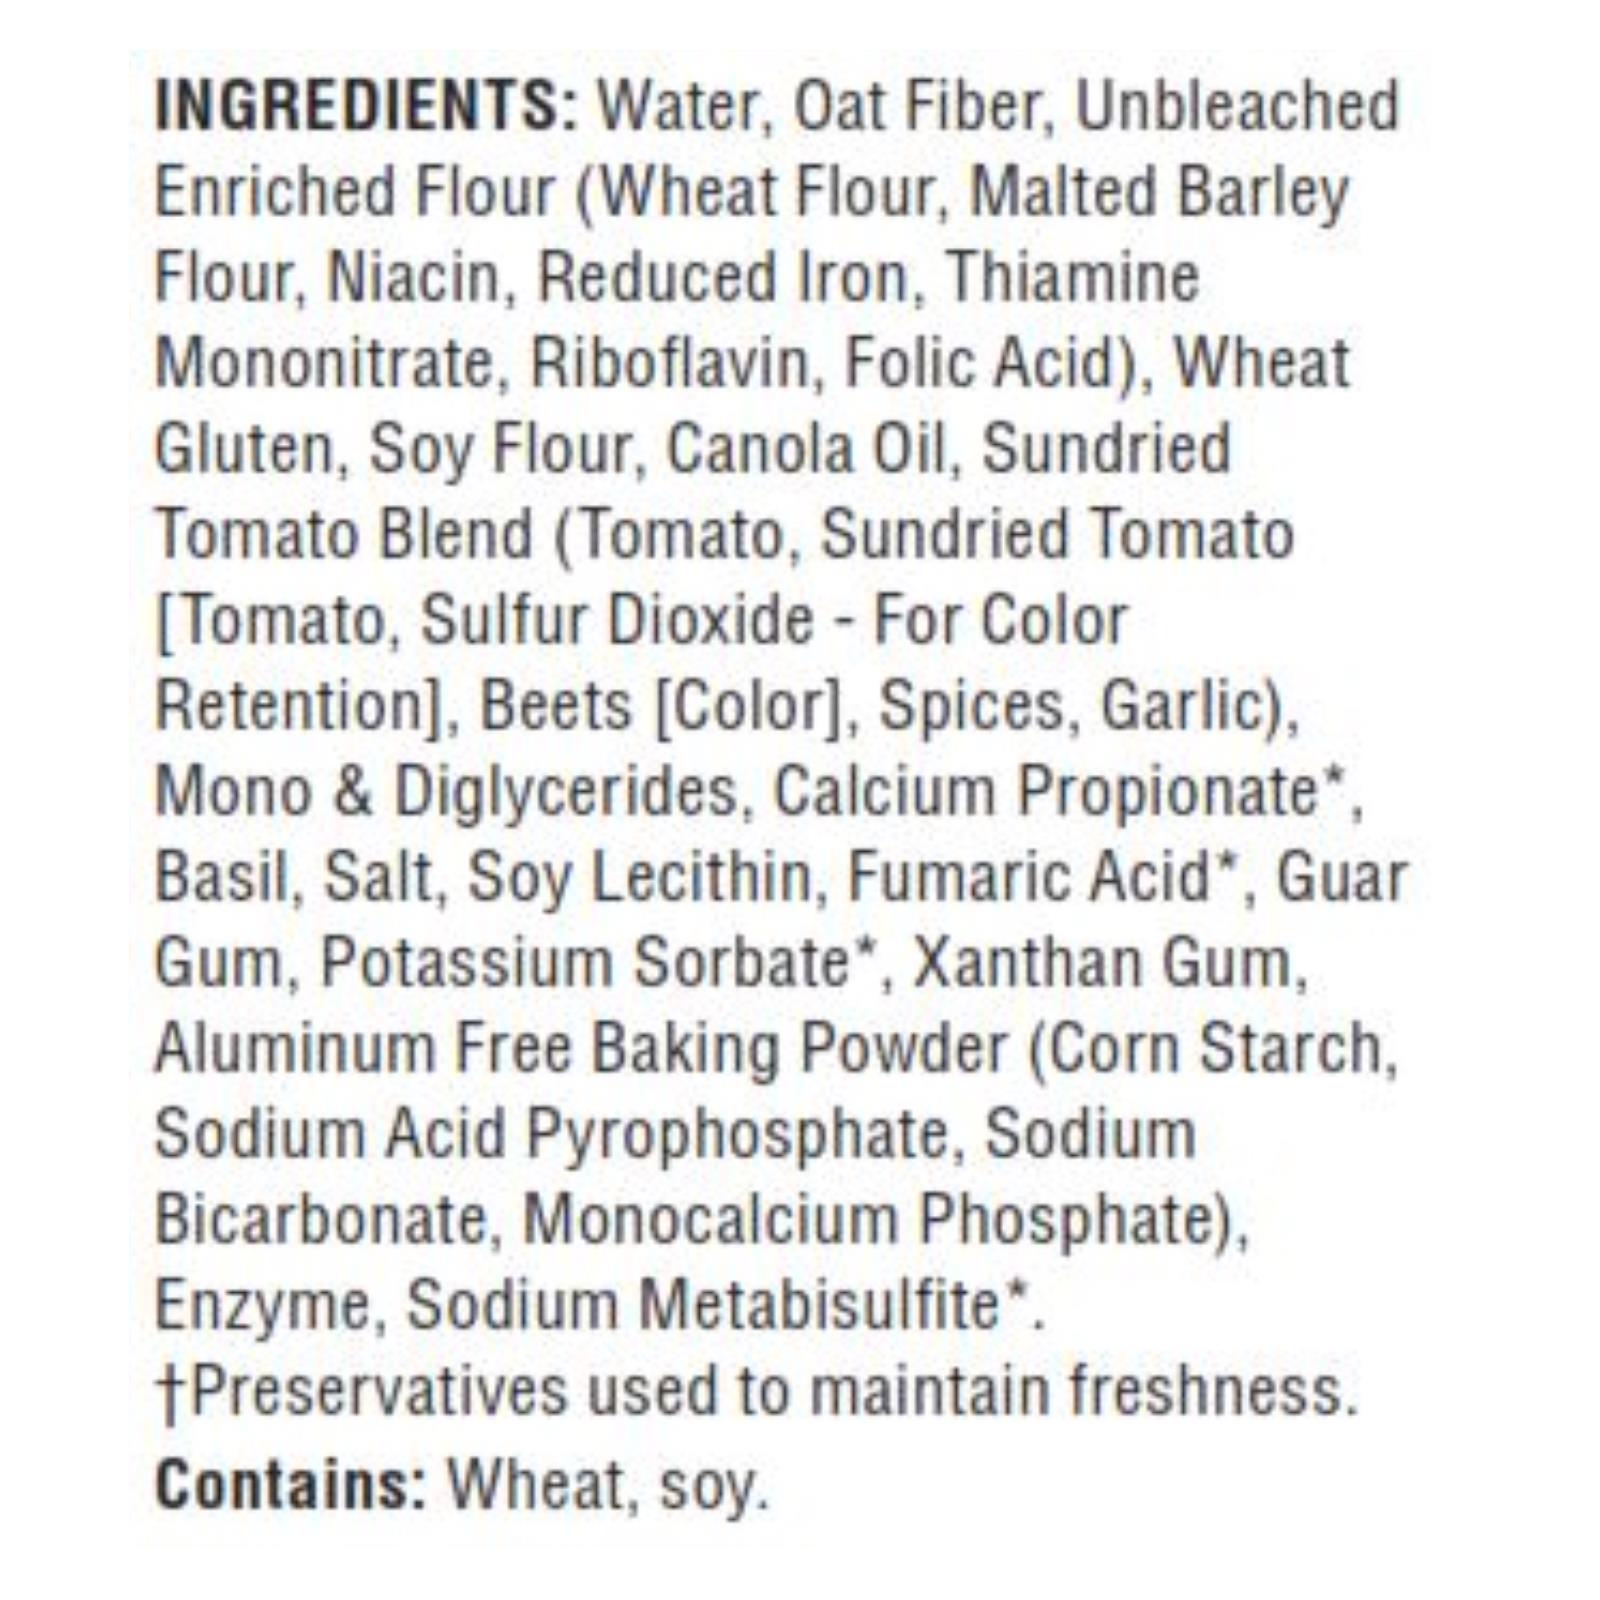 INGREDIENTS: Water, Oat Fiber, Unbleached
Enriched Flour (Wheat Flour, Malted Barley
Flour, Niacin, Reduced Iron, Thiamine
Mononitrate, Riboflavin, Folic Acid), Wheat
Gluten, Soy Flour, Canola Oil, Sundried
Tomato Blend (Tomato, Sundried Tomato
[Tomato, Sulfur Dioxide - For Color
Retention], Beets [Color], Spices, Garlic),
Mono & Diglycerides, Calcium Propionate*,
Basil, Salt, Soy Lecithin, Fumaric Acid*, Guar
Gum, Potassium Sorbate*, Xanthan Gum,
Aluminum Free Baking Powder (Corn Starch,
Sodium Acid Pyrophosphate, Sodium
Bicarbonate, Monocalcium Phosphate),
Enzyme, Sodium Metabisulfite*.
†Preservatives used to maintain freshness.
Contains: Wheat, soy.